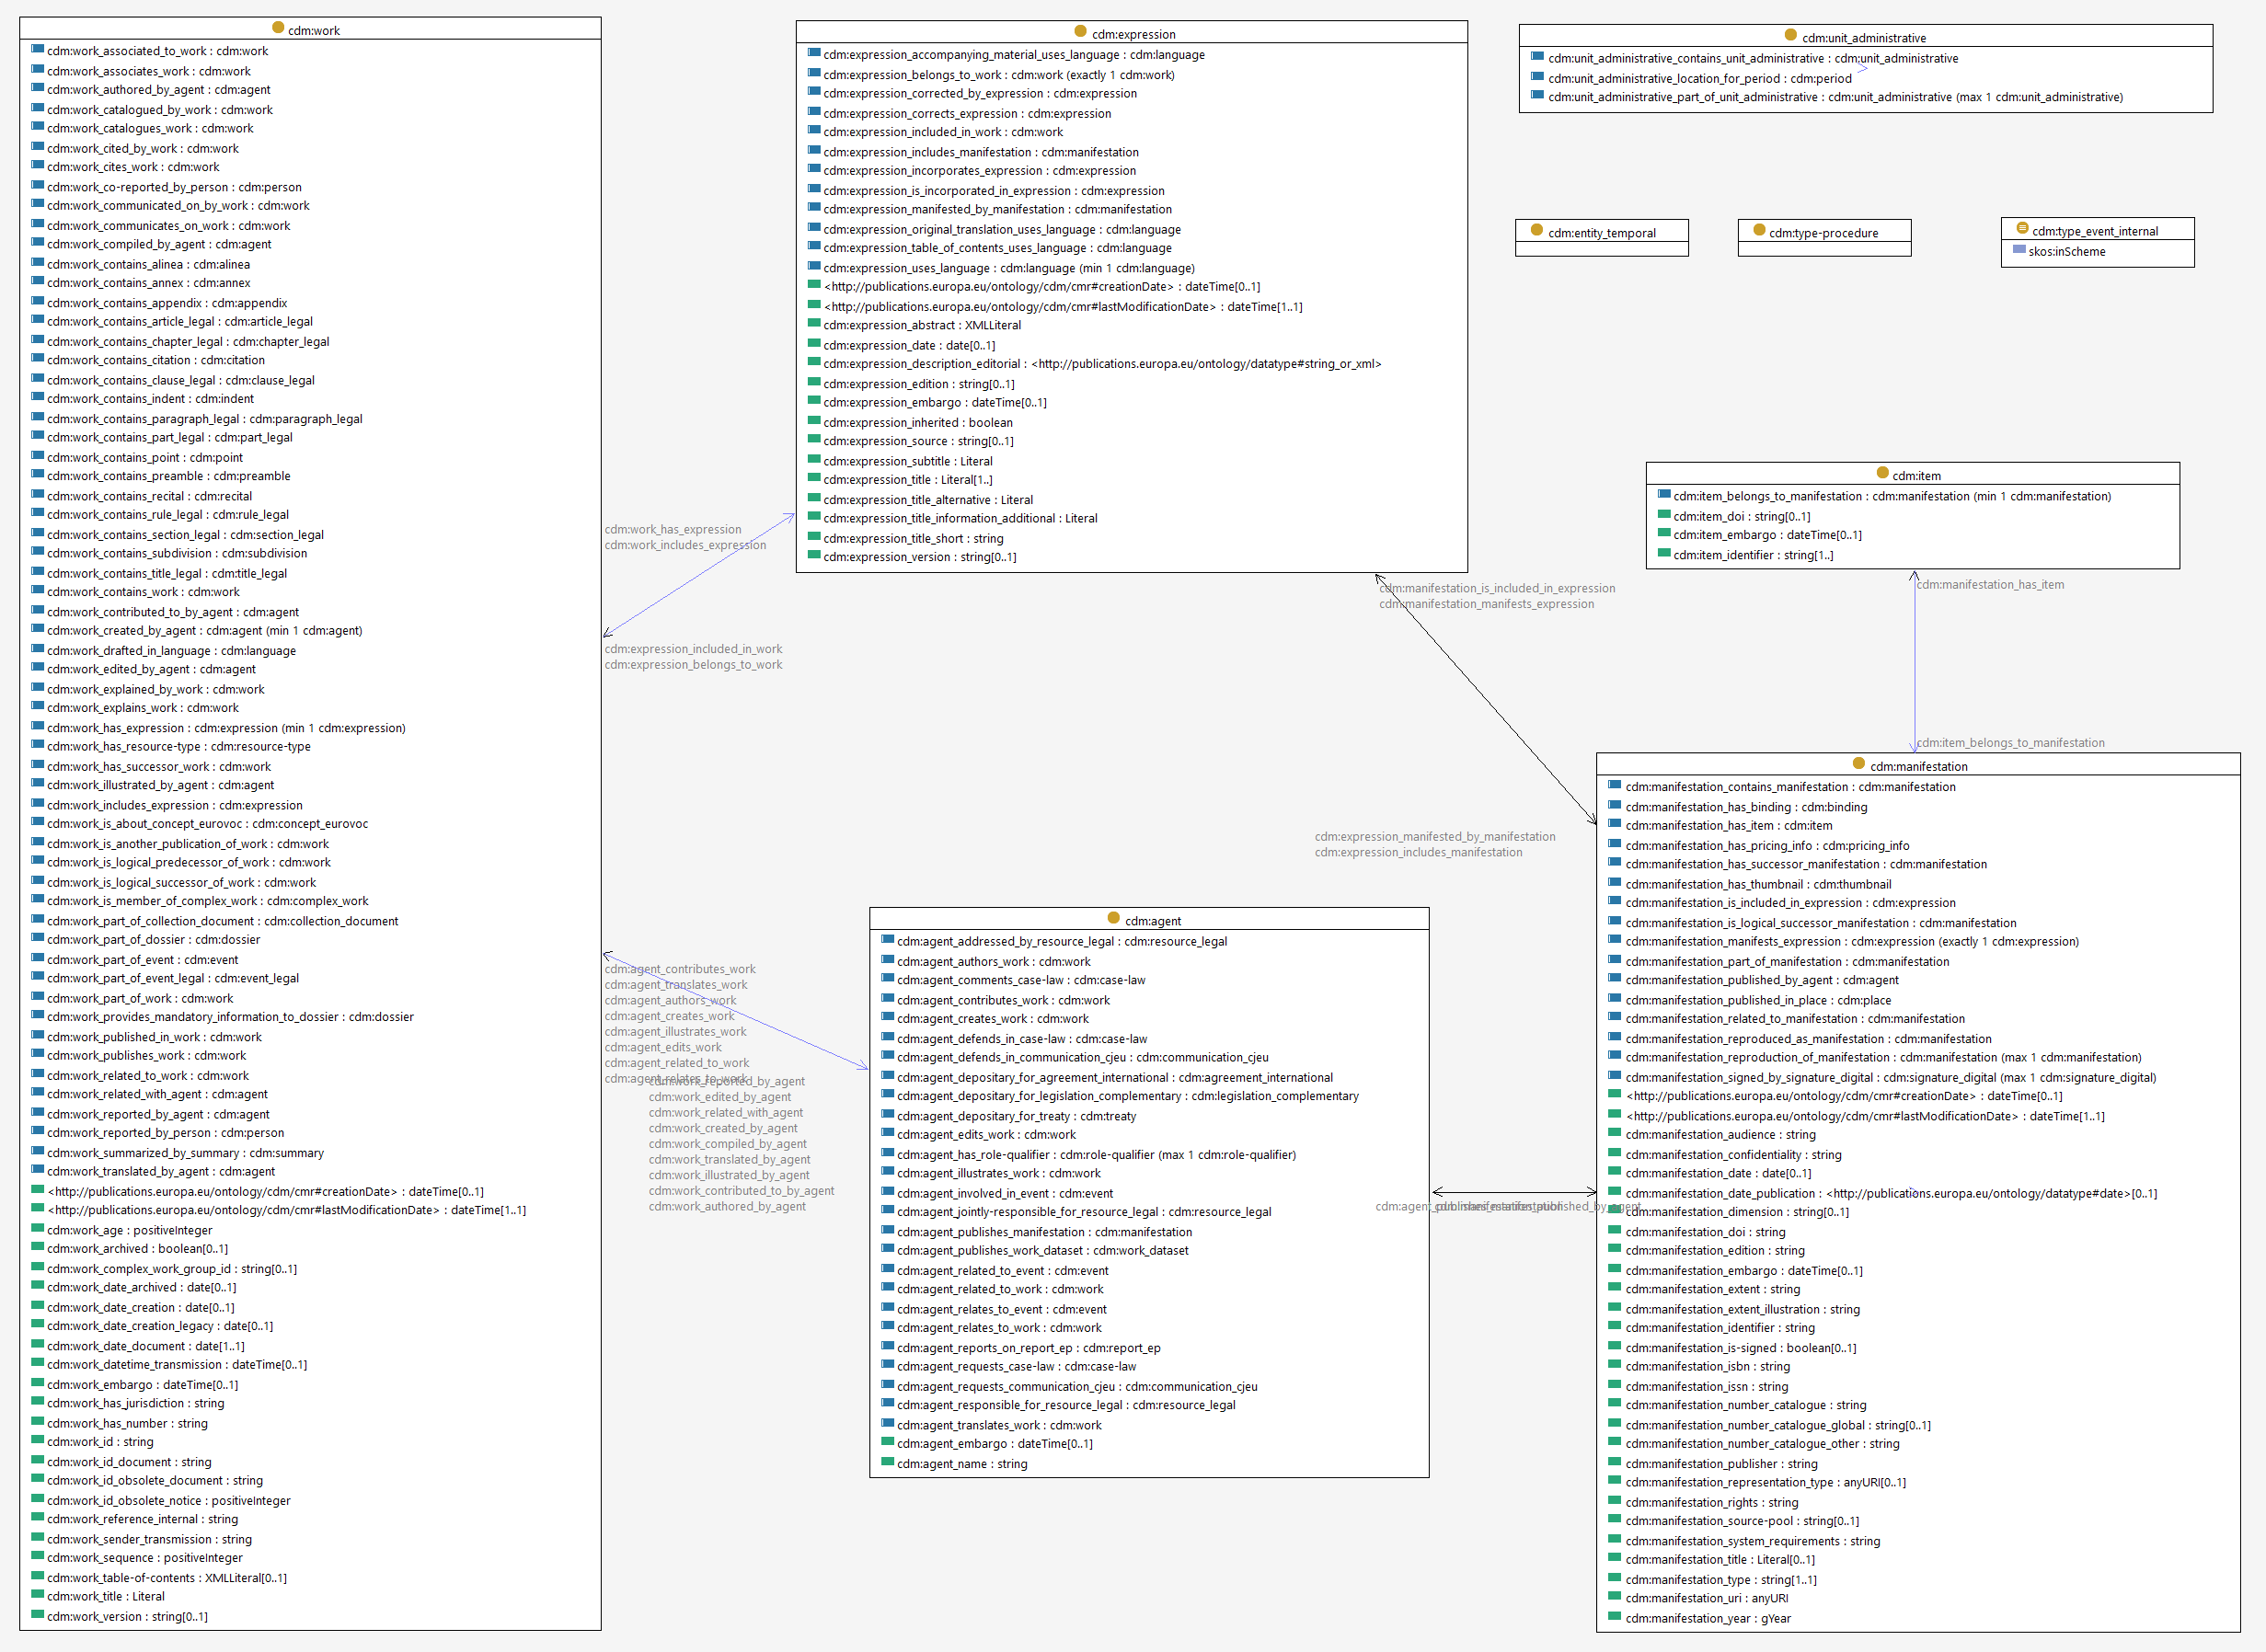 cdm:work
cdm:work_associated_to_work : cdm:work
cdm:work_associates_work : cdm:work
cdm:work_authored_by_agent : cdm:agent
cdm:work_catalogued_by_work : cdm:work
cdm:work_catalogues_work : cdm:work
cdm:work_cited_by_work : cdm:work
cdm:work_cites_work : cdm:work
cdm:work_co-reported_by_person : cdm:person
cdm:work_communicated_on_by_work : cdm:work
cdm:work_communicates_on_work : cdm:work
cdm:work_compiled_by_agent : cdm:agent
cdm:work_contains_alinea : cdm:alinea
cdm:work_contains_annex : cdm:annex
cdm:work_contains_appendix : cdm:appendix
cdm:work_contains_article_legal : cdm:article_legal
cdm:work_contains_chapter_legal : cdm:chapter_legal
cdm:work_contains_citation : cdm:citation
cdm:work_contains_clause_legal : cdm:clause_legal
cdm:work_contains_indent : cdm:indent
cdm:work_contains_paragraph_legal : cdm:paragraph_legal
cdm:work_contains_part_legal : cdm:part_legal
cdm:work_contains_point : cdm:point
cdm:work_contains_preamble : cdm:preamble
cdm:work_contains_recital : cdm:recital
cdm:work_contains_rule_legal : cdm:rule_legal
cdm:work_contains_section_legal : cdm:section_legal
cdm:work_contains_subdivision : cdm:subdivision
cdm:work_contains_title_legal : cdm:title_legal
cdm:work_contains_work : cdm:work
cdm:work_contributed_to_by_agent : cdm:agent
cdm:work_created_by_agent : cdm:agent (min 1 cdm:agent)
cdm:work_drafted_in_language : cdm:language
cdm:work_edited_by_agent : cdm:agent
cdm:work_explained_by_work : cdm:work
cdm:work_explains_work : cdm:work
cdm:work_has_expression : cdm:expression (min 1 cdm:expression)
cdm:work_has_resource-type : cdm:resource-type
cdm:work_has_successor_work : cdm:work
cdm:work_illustrated_by_agent : cdm:agent
cdm:work_includes_expression : cdm:expression
cdm:work_is_about_concept_eurovoc : cdm:concept_eurovoc
cdm:work_is_another_publication_of_work : cdm:work
cdm:work_is_logical_predecessor_of_work : cdm:work
cdm:work_is_logical_successor_of_work : cdm:work
cdm:work_is_member_of_complex_work : cdm:complex_work
cdm:work_part_of_collection_document : cdm:collection_document
cdm:work_part_of_dossier : cdm:dossier
cdm:work_part_of_event : cdm:event
cdm:work_part_of_event_legal : cdm:event_legal
cdm:work_part_of_work : cdm:work
cdm:work_provides_mandatory_information_to_dossier : cdm:dossier
cdm:work_published_in_work : cdm:work
cdm:work_publishes_work : cdm:work
cdm:work_related_to_work : cdm:work
cdm:work_related_with_agent : cdm:agent
cdm:work_reported_by_agent : cdm:agent
cdm:work_reported_by_person : cdm:person
cdm:work_summarized_by_summary : cdm:summary
cdm:work_translated_by_agent : cdm:agent
<http://publications.europa.eu/ontology/cdm/cmr#creationDate> : dateTime[0..1]
<http://publications.europa.eu/ontology/cdm/cmr#lastModificationDate> : dateTime[1..1]
cdm:work_age : positiveInteger
cdm:work_archived : boolean[0..1]
cdm:work_complex_work_group_id : string[0..1]
cdm:work_date_archived : date[0..1]
cdm:work_date_creation : date[0..1]
cdm:work_date_creation_legacy : date[0..1]
cdm:work_date_document : date[1..1]
cdm:work_datetime_transmission : dateTime[0..1]
cdm:work_embargo : dateTime[0..1]
cdm:work_has_jurisdiction : string
cdm:work_has_number : string
cdm:work_id : string
cdm:work_id_document : string
cdm:work_id_obsolete_document : string
cdm:work_id_obsolete_notice : positiveInteger
cdm:work_reference_internal : string
cdm:work_sender_transmission : string
cdm:work_sequence : positiveInteger
cdm:work_table-of-contents : XMLLiteral[0..1]
cdm:work_title : Literal
cdm:work_version : string[0..1]
cdm:work_has_expression
cdm:work_includes_expression
cdm:expression_included_in_work
cdm:expression_belongs_to_work
cdm:agent_contributes_work
cdm:agent_translates_work
cdm:agent_authors_work
cdm:agent_creates_work
cdm:agent_illustrates_work
cdm:agent_edits_work
cdm:agent_related_to_work
cdm:agent_relates_to_work
cdm:work_reported_by_agent
cdm:work_edited_by_agent
cdm:work_related_with_agent
cdm:work_created_by_agent
cdm:work_compiled_by_agent
cdm:work_translated_by_agent
cdm:work_illustrated_by_agent
cdm:work_contributed_to_by_agent
cdm:work_authored_by_agent
cdm:expression
cdm:expression_accompanying_material_uses_language : cdm:language
cdm:expression_belongs_to_work : cdm:work (exactly 1 cdm:work)
cdm:expression_corrected_by_expression : cdm:expression
cdm:expression_corrects_expression : cdm:expression
cdm:expression_included_in_work : cdm:work
cdm:expression_includes_manifestation : cdm:manifestation
cdm:expression_incorporates_expression : cdm:expression
cdm:expression_is_incorporated_in_expression : cdm:expression
cdm:expression_manifested_by_manifestation : cdm:manifestation
cdm:expression_original_translation_uses_language : cdm:language
cdm:expression_table_of_contents_uses_language : cdm:language
cdm:expression_uses_language : cdm:language (min 1 cdm:language)
<http://publications.europa.eu/ontology/cdm/cmr#creationDate> : dateTime[0..1]
<http://publications.europa.eu/ontology/cdm/cmr#lastModificationDate> : dateTime[1..1]
cdm:expression_abstract : XMLLiteral
cdm:expression_date : date[0..1]
cdm:expression_description_editorial : <http://publications.europa.eu/ontology/datatype#string_or_xml>
cdm:expression_edition : string[0..1]
cdm:expression_embargo : dateTime[0..1]
cdm:expression_inherited : boolean
cdm:expression_source : string[0..1]
cdm:expression_subtitle : Literal
cdm:expression_title : Literal[1..]
cdm:expression_title_alternative : Literal
cdm:expression_title_information_additional : Literal
cdm:expression_title_short : string
cdm:expression_version : string[0..1]
cdm:manifestation_is_included_in_expression
cdm:manifestation_manifests_expression
cdm:expression_manifested_by_manifestation
cdm:expression_includes_manifestation
cdm:agent
cdm:agent_addressed_by_resource_legal : cdm:resource_legal
cdm:agent_authors_work : cdm:work
cdm:agent_comments_case-law : cdm:case-law
cdm:agent_contributes_work : cdm:work
cdm:agent_creates_work : cdm:work
cdm:agent_defends_in_case-law : cdm:case-law
cdm:agent_defends_in_communication_cjeu : cdm:communication_cjeu
cdm:agent_depositary_for_agreement_international : cdm:agreement_international
cdm:agent_depositary_for_legislation_complementary : cdm:legislation_complementary
cdm:agent_depositary_for_treaty : cdm:treaty
cdm:agent_edits_work : cdm:work
cdm:agent_has_role-qualifier : cdm:role-qualifier (max 1 cdm:role-qualifier)
cdm:agent_illustrates_work : cdm:work
cdm:agent_involved_in_event : cdm:event
cdm:agent_jointly-responsible_for_resource_legal : cdm:resource_legal
cdm:agent_publishes_manifestation : cdm:manifestation
cdm:agent_publishes_work_dataset : cdm:work_dataset
cdm:agent_related_to_event : cdm:event
cdm:agent_related_to_work : cdm:work
cdm:agent_relates_to_event : cdm:event
cdm:agent_relates_to_work : cdm:work
cdm:agent_reports_on_report_ep : cdm:report_ep
cdm:agent_requests_case-law : cdm:case-law
cdm:agent_requests_communication_cjeu : cdm:communication_cjeu
cdm:agent_responsible_for_resource_legal : cdm:resource_legal
cdm:agent_translates_work : cdm:work
cdm:agent_embargo : dateTime[0..1]
cdm:agent_name : string
cdm:agent_publishes_manifestation
cdm:manifestation_published_by_agent
cdm:unit_administrative
cdm:unit_administrative_contains_unit_administrative : cdm:unit_administrative
cdm:unit_administrative_location_for_period : cdm:period
cdm:unit_administrative_part_of_unit_administrative : cdm:unit_administrative (max 1 cdm:unit_administrative)
cdm:entity_temporal
cdm:type-procedure
cdm:type_event_internal
skos:inScheme
cdm:item
cdm:item_belongs_to_manifestation : cdm:manifestation (min 1 cdm:manifestation)
cdm:item_doi : string[0..1]
cdm:item_embargo : dateTime[0..1]
cdm:item_identifier : string[1..]
cdm:manifestation_has_item
cdm:item_belongs_to_manifestation
cdm:manifestation
cdm:manifestation_contains_manifestation : cdm:manifestation
cdm:manifestation_has_binding : cdm:binding
cdm:manifestation_has_item : cdm:item
cdm:manifestation_has_pricing_info : cdm:pricing_info
cdm:manifestation_has_successor_manifestation : cdm:manifestation
cdm:manifestation_has_thumbnail : cdm:thumbnail
cdm:manifestation_is_included_in_expression : cdm:expression
cdm:manifestation_is_logical_successor_manifestation : cdm:manifestation
cdm:manifestation_manifests_expression : cdm:expression (exactly 1 cdm:expression)
cdm:manifestation_part_of_manifestation : cdm:manifestation
cdm:manifestation_published_by_agent : cdm:agent
cdm:manifestation_published_in_place : cdm:place
cdm:manifestation_related_to_manifestation : cdm:manifestation
cdm:manifestation_reproduced_as_manifestation : cdm:manifestation
cdm:manifestation_reproduction_of_manifestation : cdm:manifestation (max 1 cdm:manifestation)
cdm:manifestation_signed_by_signature_digital : cdm:signature_digital (max 1 cdm:signature_digital)
<http://publications.europa.eu/ontology/cdm/cmr#creationDate> : dateTime[0..1]
<http://publications.europa.eu/ontology/cdm/cmr#lastModificationDate> : dateTime[1..1]
cdm:manifestation_audience : string
cdm:manifestation_confidentiality : string
cdm:manifestation_date : date[0..1]
cdm:manifestation_date_publication : <http://publications.europa.eu/ontology/datatype#date>[0..1]
cdm:manifestation_dimension : string[0..1]
cdm:manifestation_doi : string
cdm:manifestation_edition : string
cdm:manifestation_embargo : dateTime[0..1]
cdm:manifestation_extent : string
cdm:manifestation_extent_illustration : string
cdm:manifestation_identifier : string
cdm:manifestation_is-signed : boolean[0..1]
cdm:manifestation_isbn : string
cdm:manifestation_issn : string
cdm:manifestation_number_catalogue : string
cdm:manifestation_number_catalogue_global : string[0..1]
cdm:manifestation_number_catalogue_other : string
cdm:manifestation_publisher : string
cdm:manifestation_representation_type : anyURI[0..1]
cdm:manifestation_rights : string
cdm:manifestation_source-pool : string[0..1]
cdm:manifestation_system_requirements : string
cdm:manifestation_title : Literal[0..1]
cdm:manifestation_type : string[1..1]
cdm:manifestation_uri : anyURI
cdm:manifestation_year : gYear